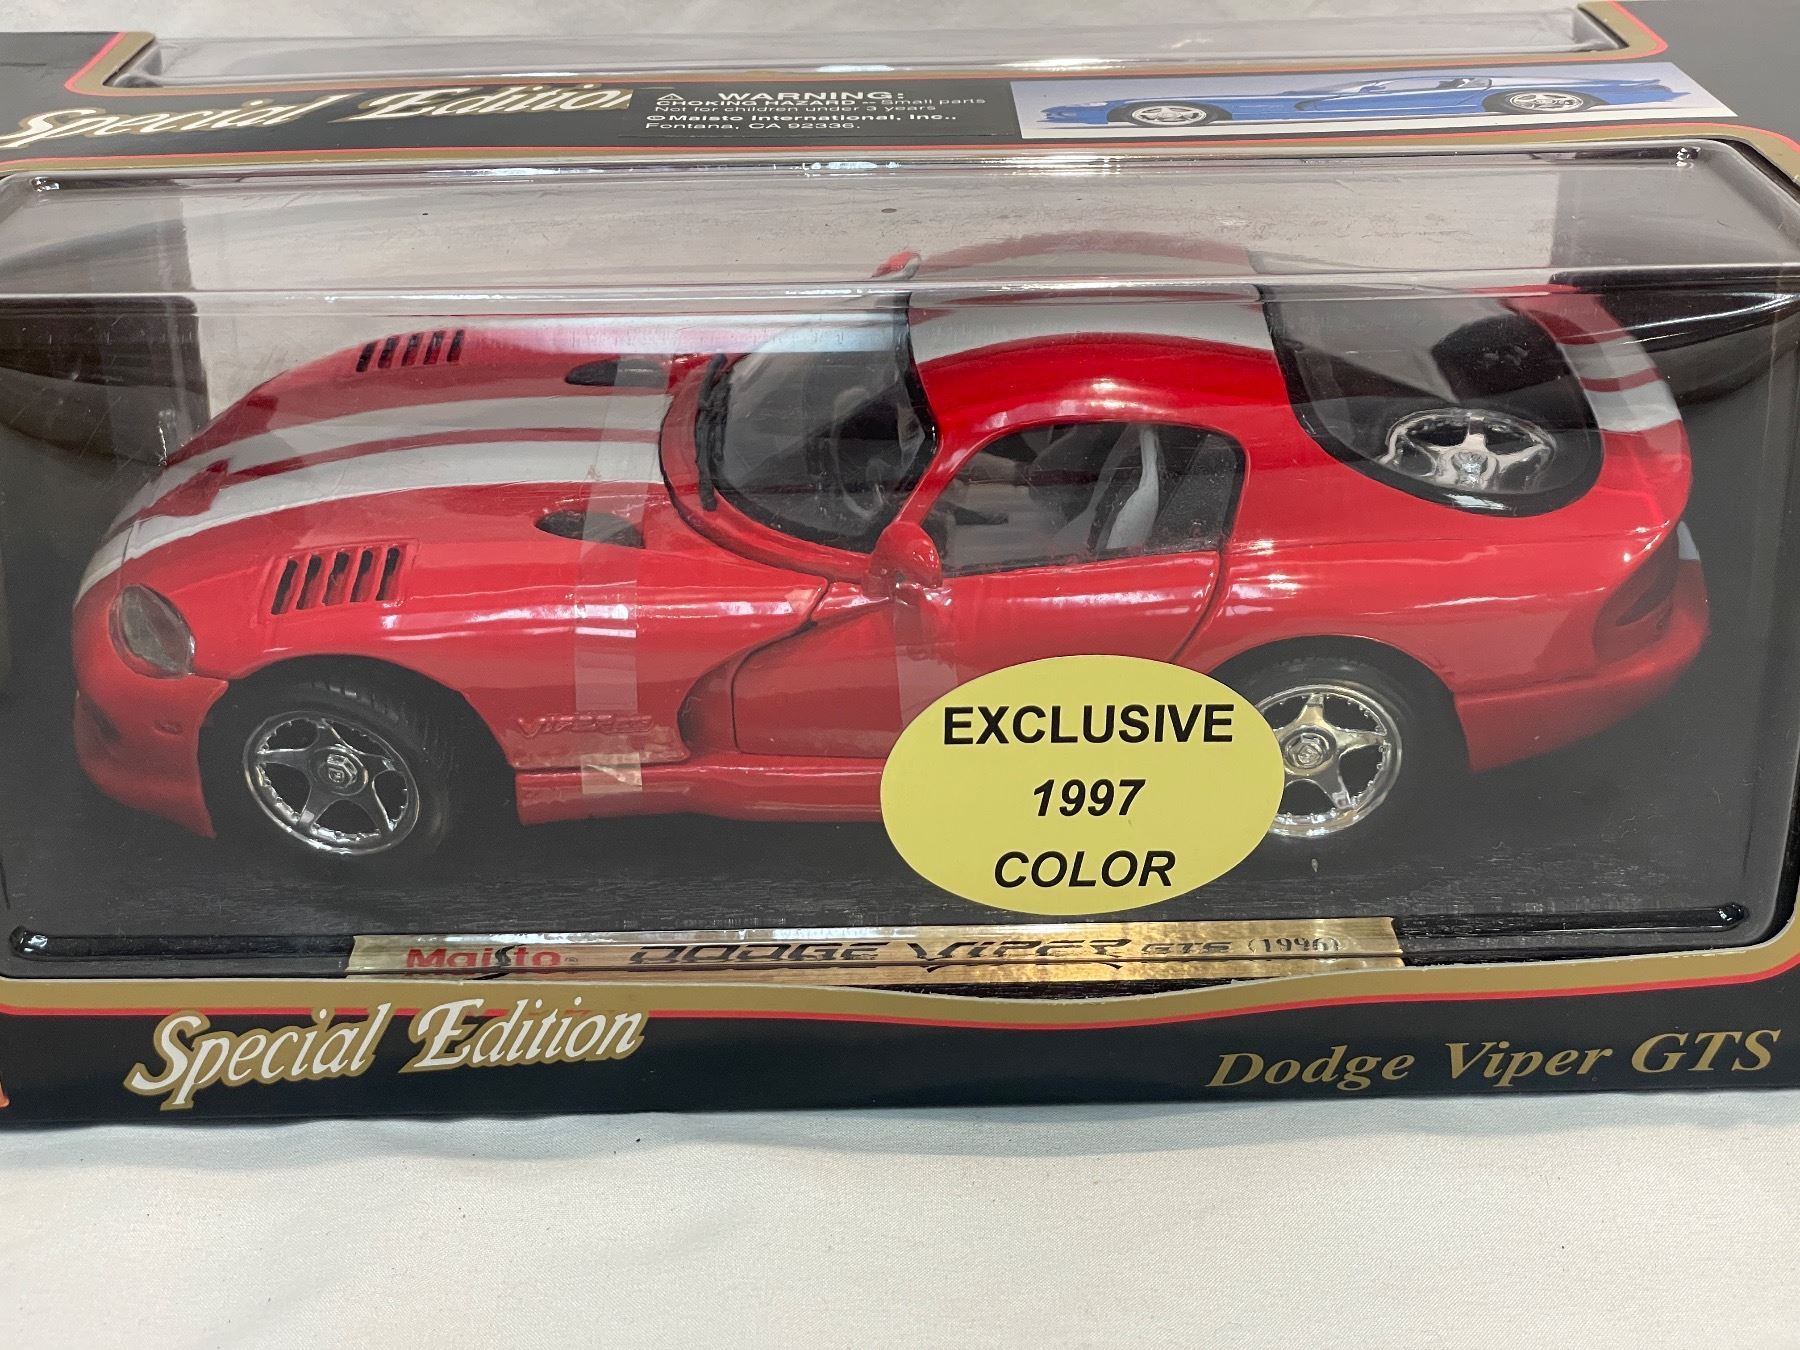 Special Edition
WARNING:
CHOKING HAZARD -- Small parts
Not for children under 3 years
©Maisto International, Inc.,
Fontana, CA 92336.
VIPER
EXCLUSIVE
1997
COLOR
Maisto® DODGE VIPER GTS (1996)
Special Edition
Dodge Viper GTS